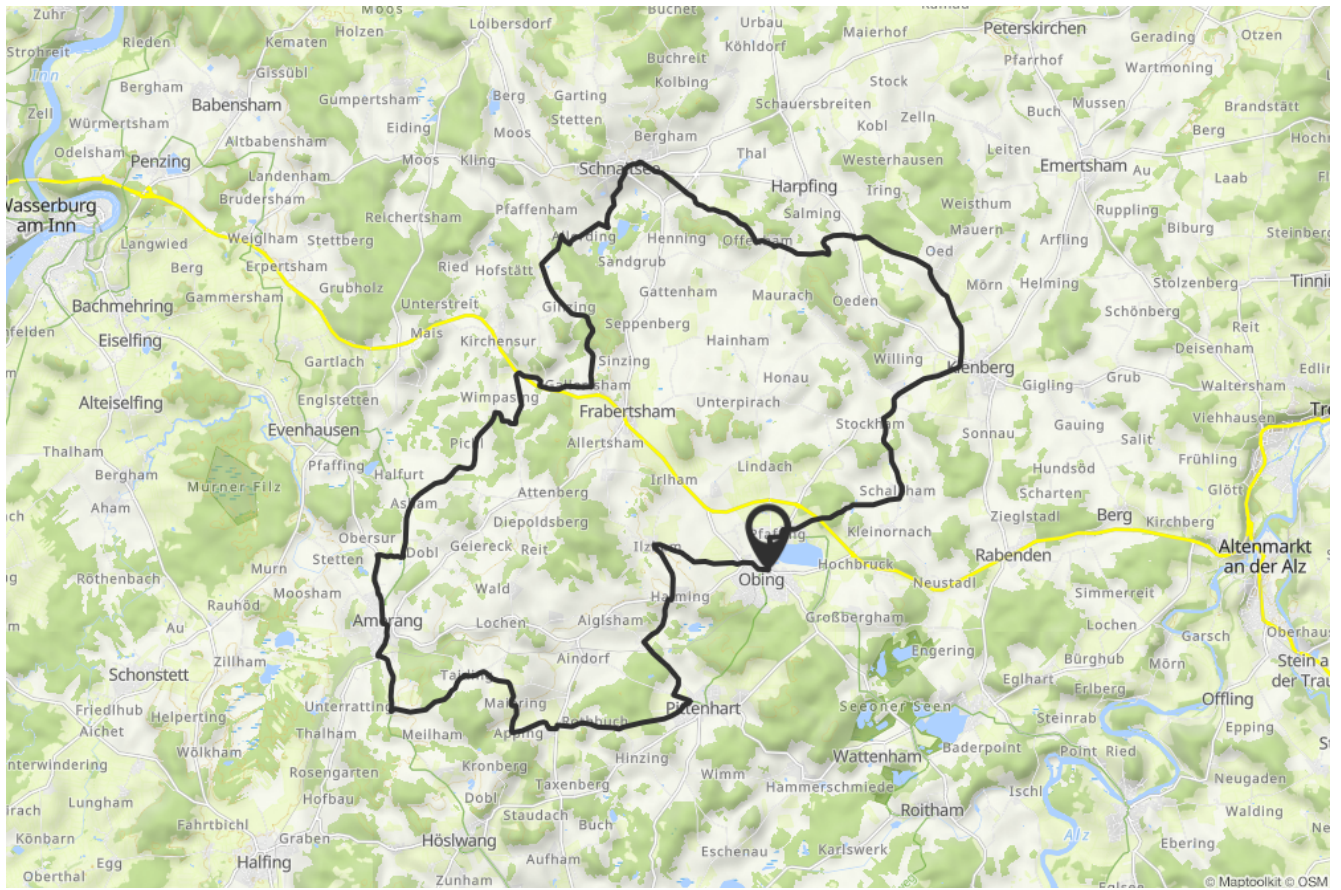 Zuhr
Moos
Buchet
Ramau
Strohreit
Rieden
Kematen
Holzen
Loibersdorf
Urbau
Köhldorf
Maierhof
Peterskirchen
Gerading
Otzen
Inn
Gissübl
Buchreit
Pfarrhof
Wartmoning
Bergham
Babensham
Gumpertsham
Berg
Garting
Kolbing
Stock
Zell
Würmertsham
Eiding
Stetten
Schauersbreiten
Zelln
Buch
Mussen
Brandstätt
Odelsham
Penzing
Altbabensham
Moos
Bergham
Kobl
Leiten
Berg
Landenham
Moos
Kling
Schnaitsee
Thal
Westerhausen
Emertsham
Au
Laab
Wasserburg
am Inn
Brudersham
Reichertsham
Pfaffenham
Harpfing
Iring
Weisthum
Ruppling
Salming
Mauern
Biburg
Langwied
Weiglham
Stettberg
Henning
Offenham
Oed
Arfling
Steinberg
Berg
Erpertsham
Ried
Hofstätt
Sandgrub
Grubholz
Gattenham
Maurach
Oeden
Mörn
Helming
Stolzenberg
Bachmehring
Gammersham
Unterstreit
Seppenberg
Schönberg
Eiselfing
Mais
Kirchensur
Hainham
Reit
Gartlach
Sinzing
Willing
Kienberg
Deisenham
Honau
Gigling
Grub
Waltersham
Alteiselfing
Englstetten
Wimpasing
Frabertsham
Unterpirach
Viehhausen
Evenhausen
Allertsham
Stockham
Sonnau
Gauing
Salit
Thalham
Pfaffing
Lindach
Frühling
Bergham
Murner Filz
Halfurt
Irlham
Hundsöd
Aham
Attenberg
Scharten
Glött
Diepoldsberg
Zieglstadl
Berg
Kirchberg
Obersur
Dobl
Geiereck
Reit
Pfaffing
Kleinornach
Stetten
Rabenden
Altenmarkt
an der Alz
Röthenbach
Murn
Obing
Hochbruck
Neustadl
Moosham
Wald
Haiming
Simmerreit
Rauhöd
Großbergham
Au
Amerang
Lochen
Aiglsham
Lochen
Garsch
Oberhaus
Zillham
Aindorf
Engering
Bürghub
Mörn
Stein a
der Trau
Schonstett
Eglhart
Erlberg
Offling
Friedlhub
Helperting
Unterratting
Pittenhart
Seeoner Seen
Steinrab
Aichet
Thalham
Meilham
Apping
Rothbuch
Epping
Wölkham
Baderpoint
Point
Ried
Hinzing
Wattenham
Rosengarten
Kronberg
Wimm
Neugaden
Taxenberg
Hammerschmiede
Ischl
Lungham
Hofbau
Dobl
Roitham
Walding
Fahrtbichl
Staudach
Buch
Könbarn
Graben
Höslwang
Alz
Egg
Halfing
Aufham
Eschenau
Karlswerk
Ebering
Oberthal
Zunham
© Maptoolkit © OSM